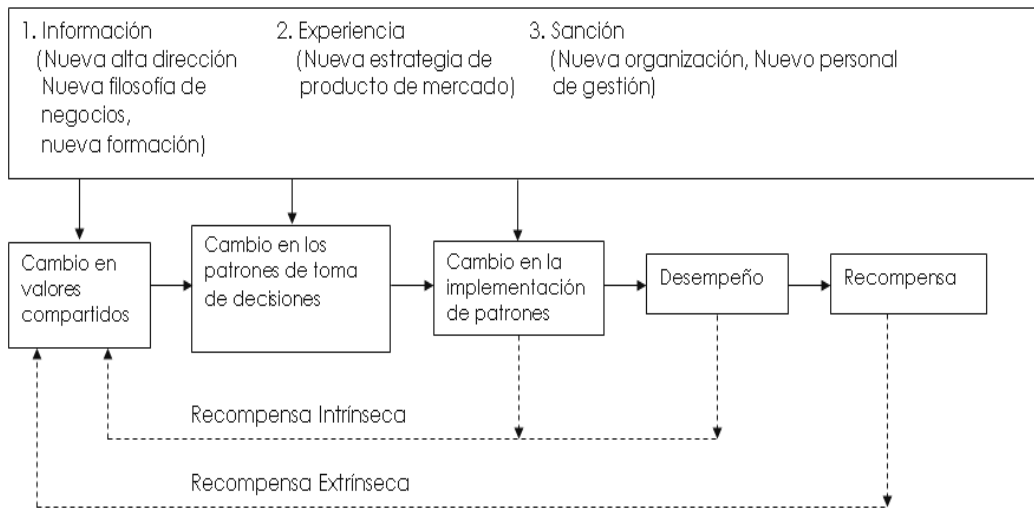 1. Información
(Nueva alta dirección
Nueva filosofía de
negocios,
nueva formación)
2. Experiencia
(Nueva estrategia de
producto de mercado)
3. Sanción
(Nueva organización, Nuevo personal
de gestión)
Cambio en
valores
compartidos
Cambio en los
patrones de toma
de decisiones
Cambio en la
implementación
de patrones
Desempeño
Recompensa
Recompensa Intrínseca
Recompensa Extrínseca